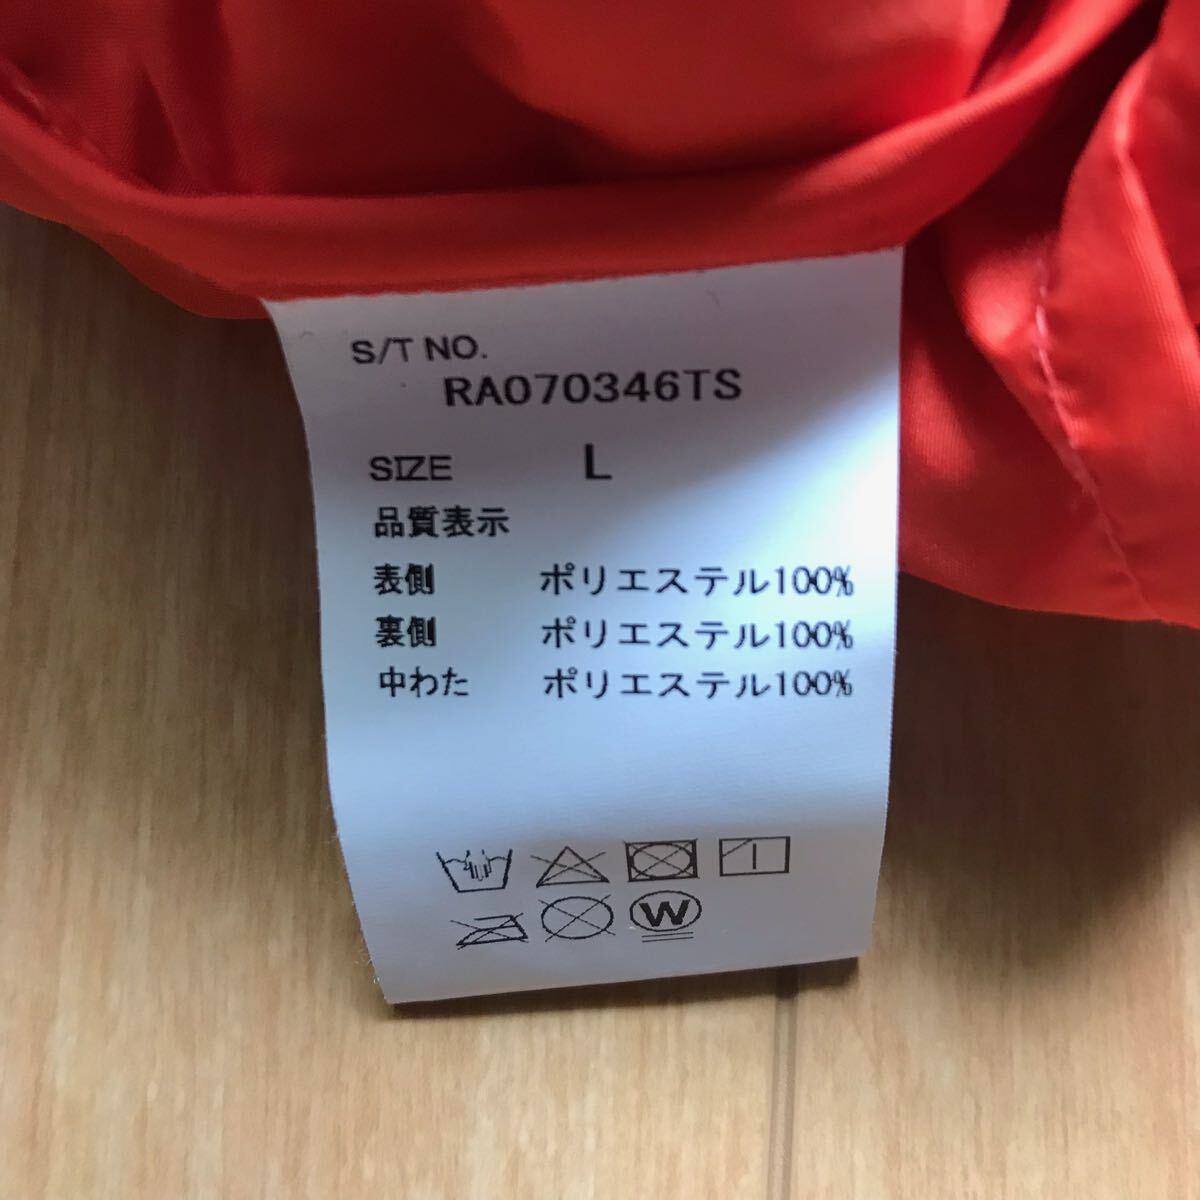 S/T NO.
RA070346TS
SIZE L
品質表示
表側 ポリエステル100%
裏側 ポリエステル100%
中わた ポリエステル100%
W